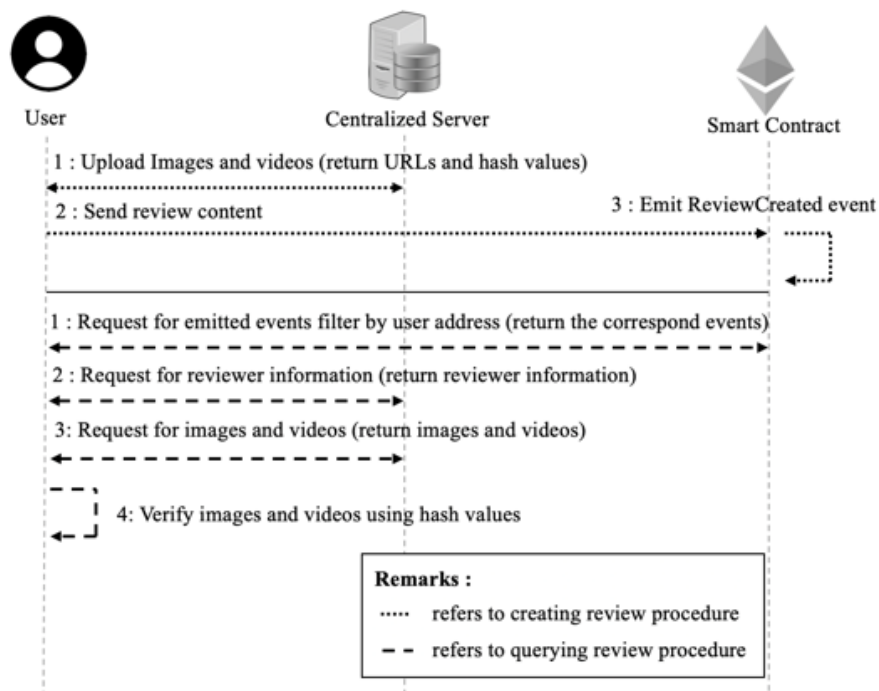 User
Centralized Server
Smart Contract
1 : Upload Images and videos (return URLs and hash values)
2 : Send review content
3 : Emit ReviewCreated event
1 : Request for emitted events filter by user address (return the correspond events)
2 : Request for reviewer information (return reviewer information)
3: Request for images and videos (return images and videos)
4: Verify images and videos using hash values
Remarks :
refers to creating review procedure
refers to querying review procedure